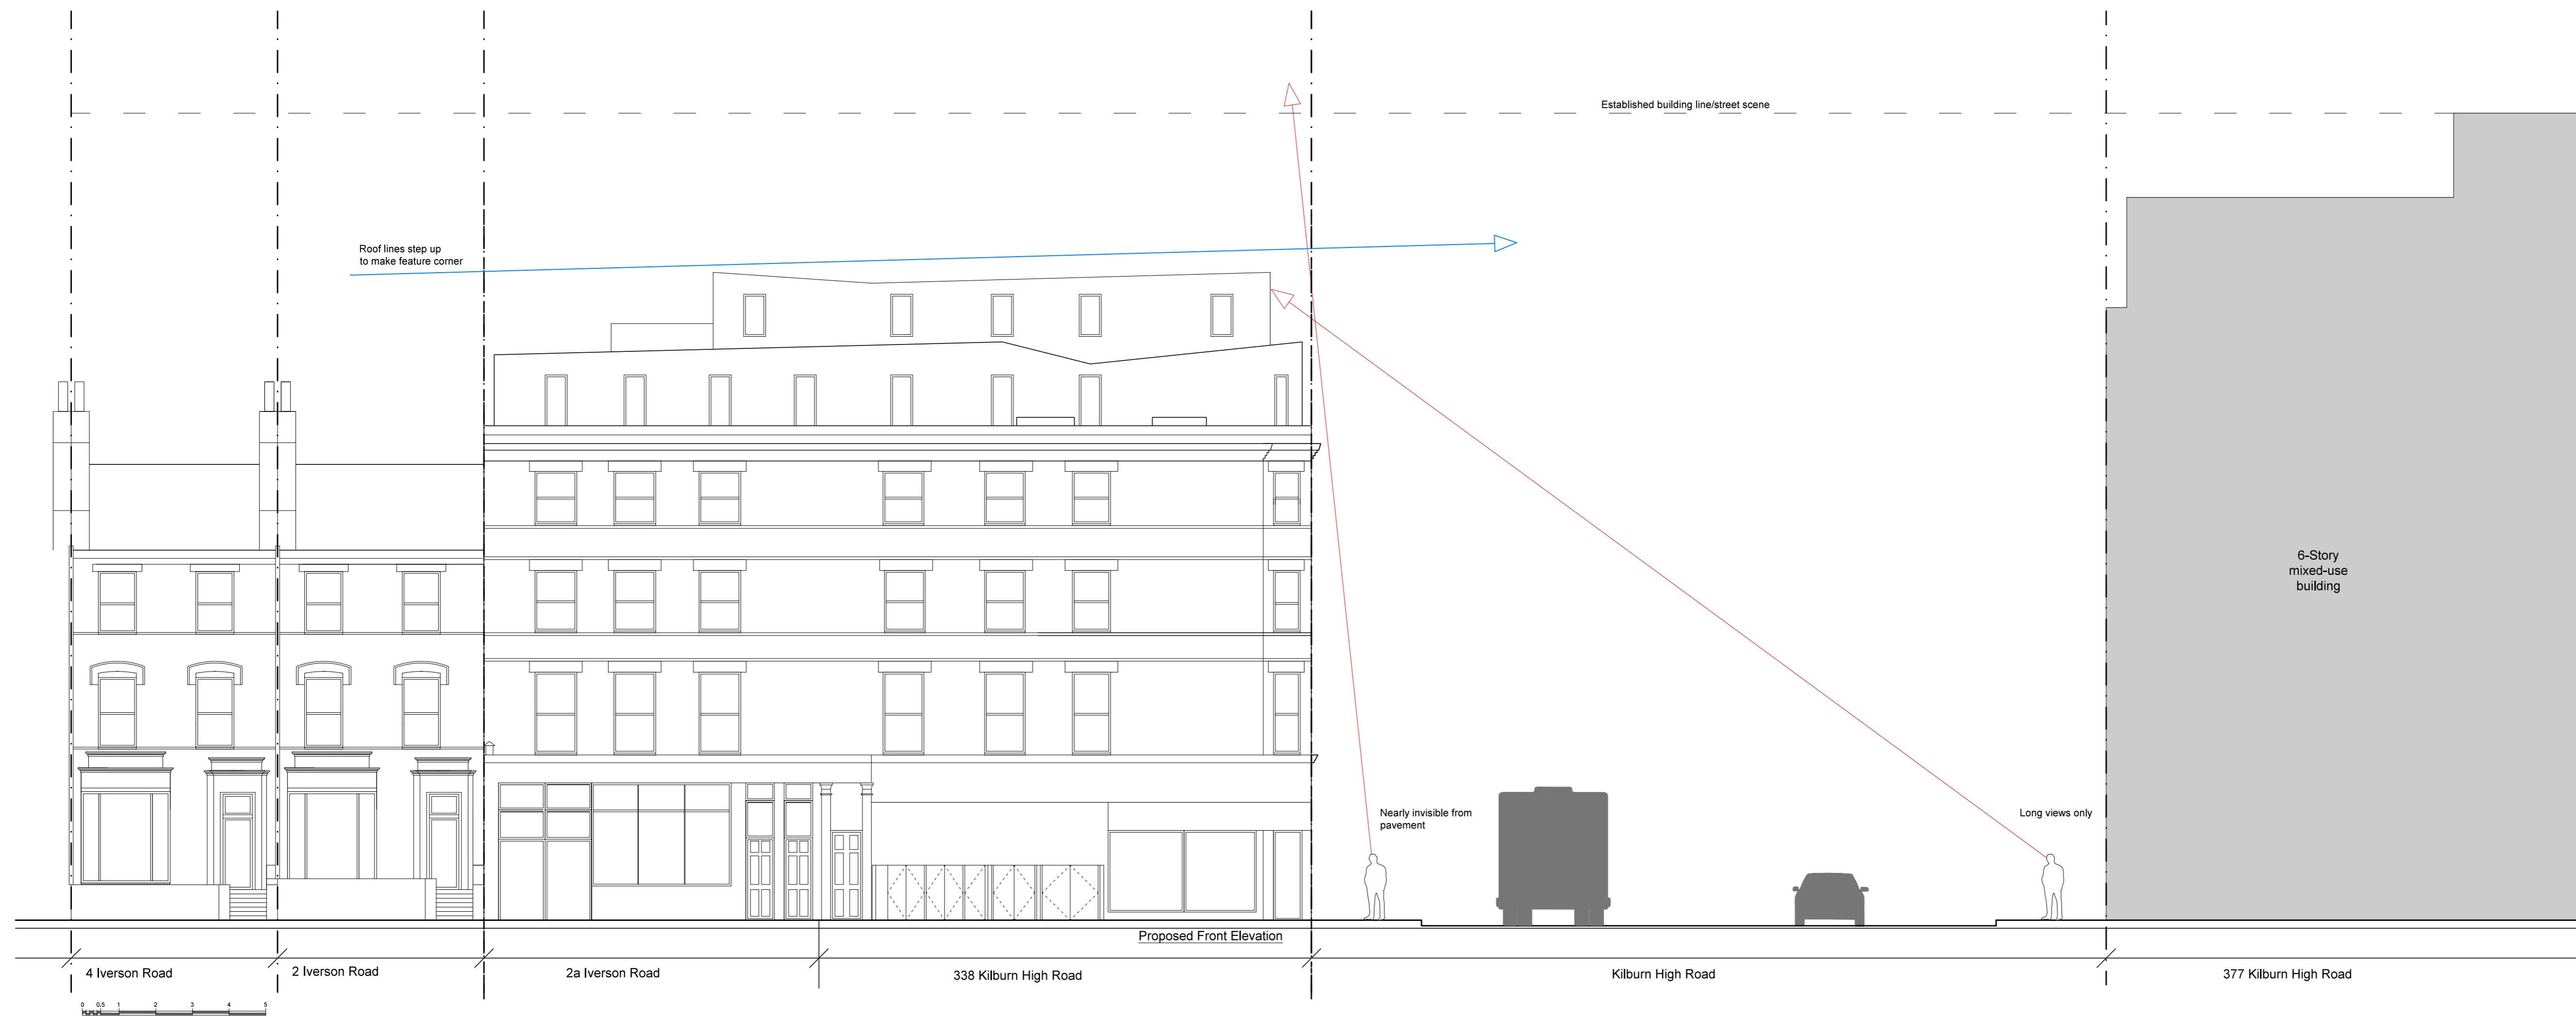 Established building line/street scene
Roof lines step up
to make feature corner
6-Story
mixed-use
building
Nearly invisible from
pavement
Long views only
Proposed Front Elevation
4 Iverson Road
2 Iverson Road
2a Iverson Road
338 Kilburn High Road
Kilburn High Road
377 Kilburn High Road
0 0.5 1 2 3 4 5